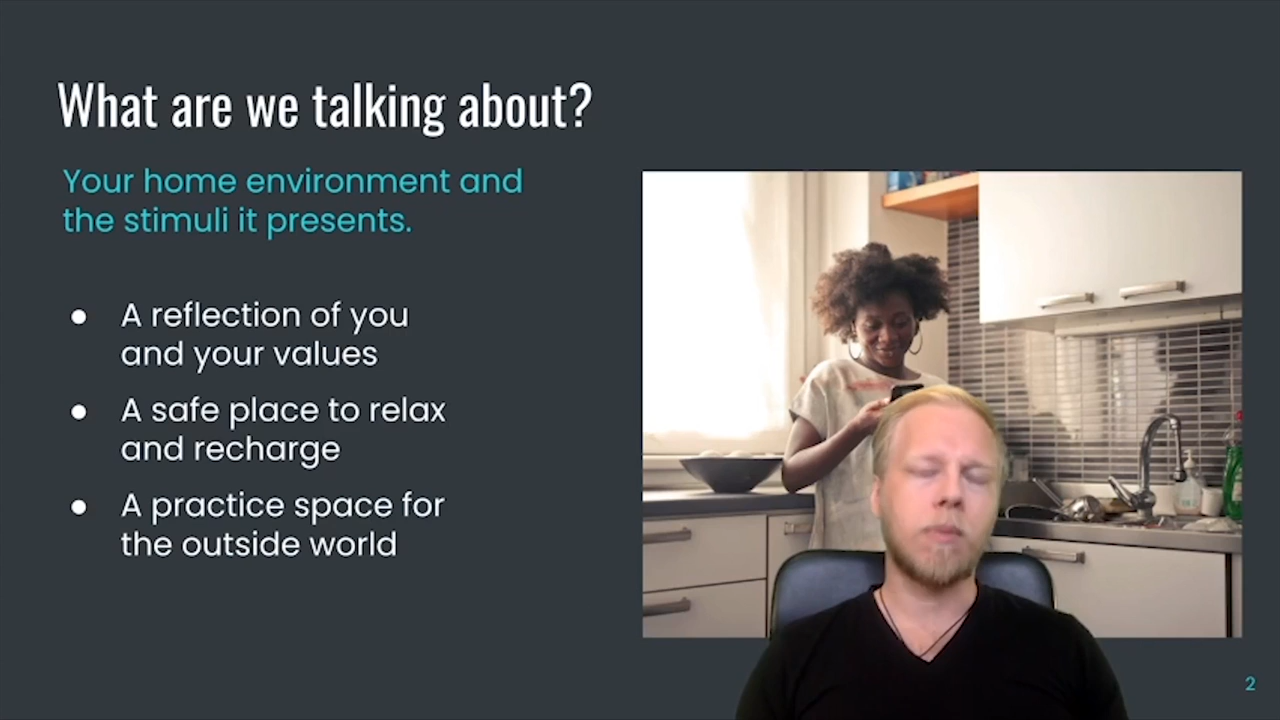 What are we talking about?
Your home environment and
the stimuli it presents.
● A reflection of you
and your values
● A safe place to relax
and recharge
● A practice space for
the outside world
2